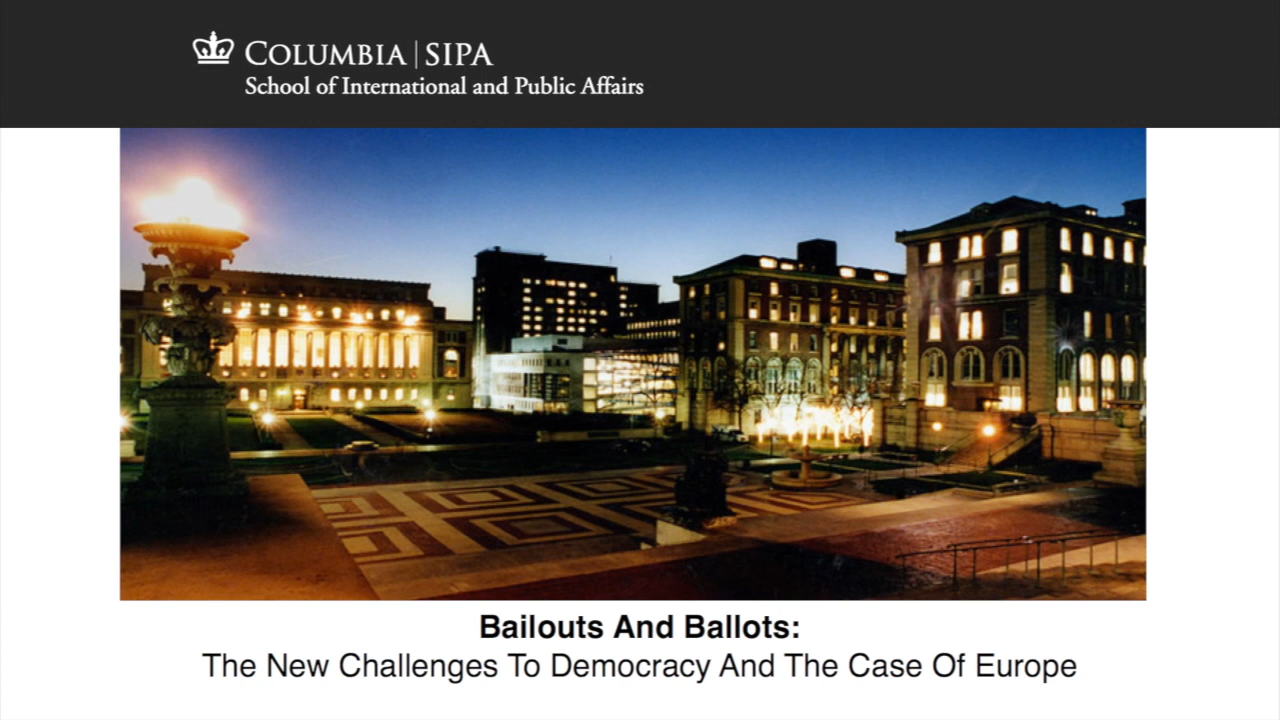 COLUMBIA | SIPA
School of International and Public Affairs
Bailouts And Ballots:
The New Challenges To Democracy And The Case Of Europe